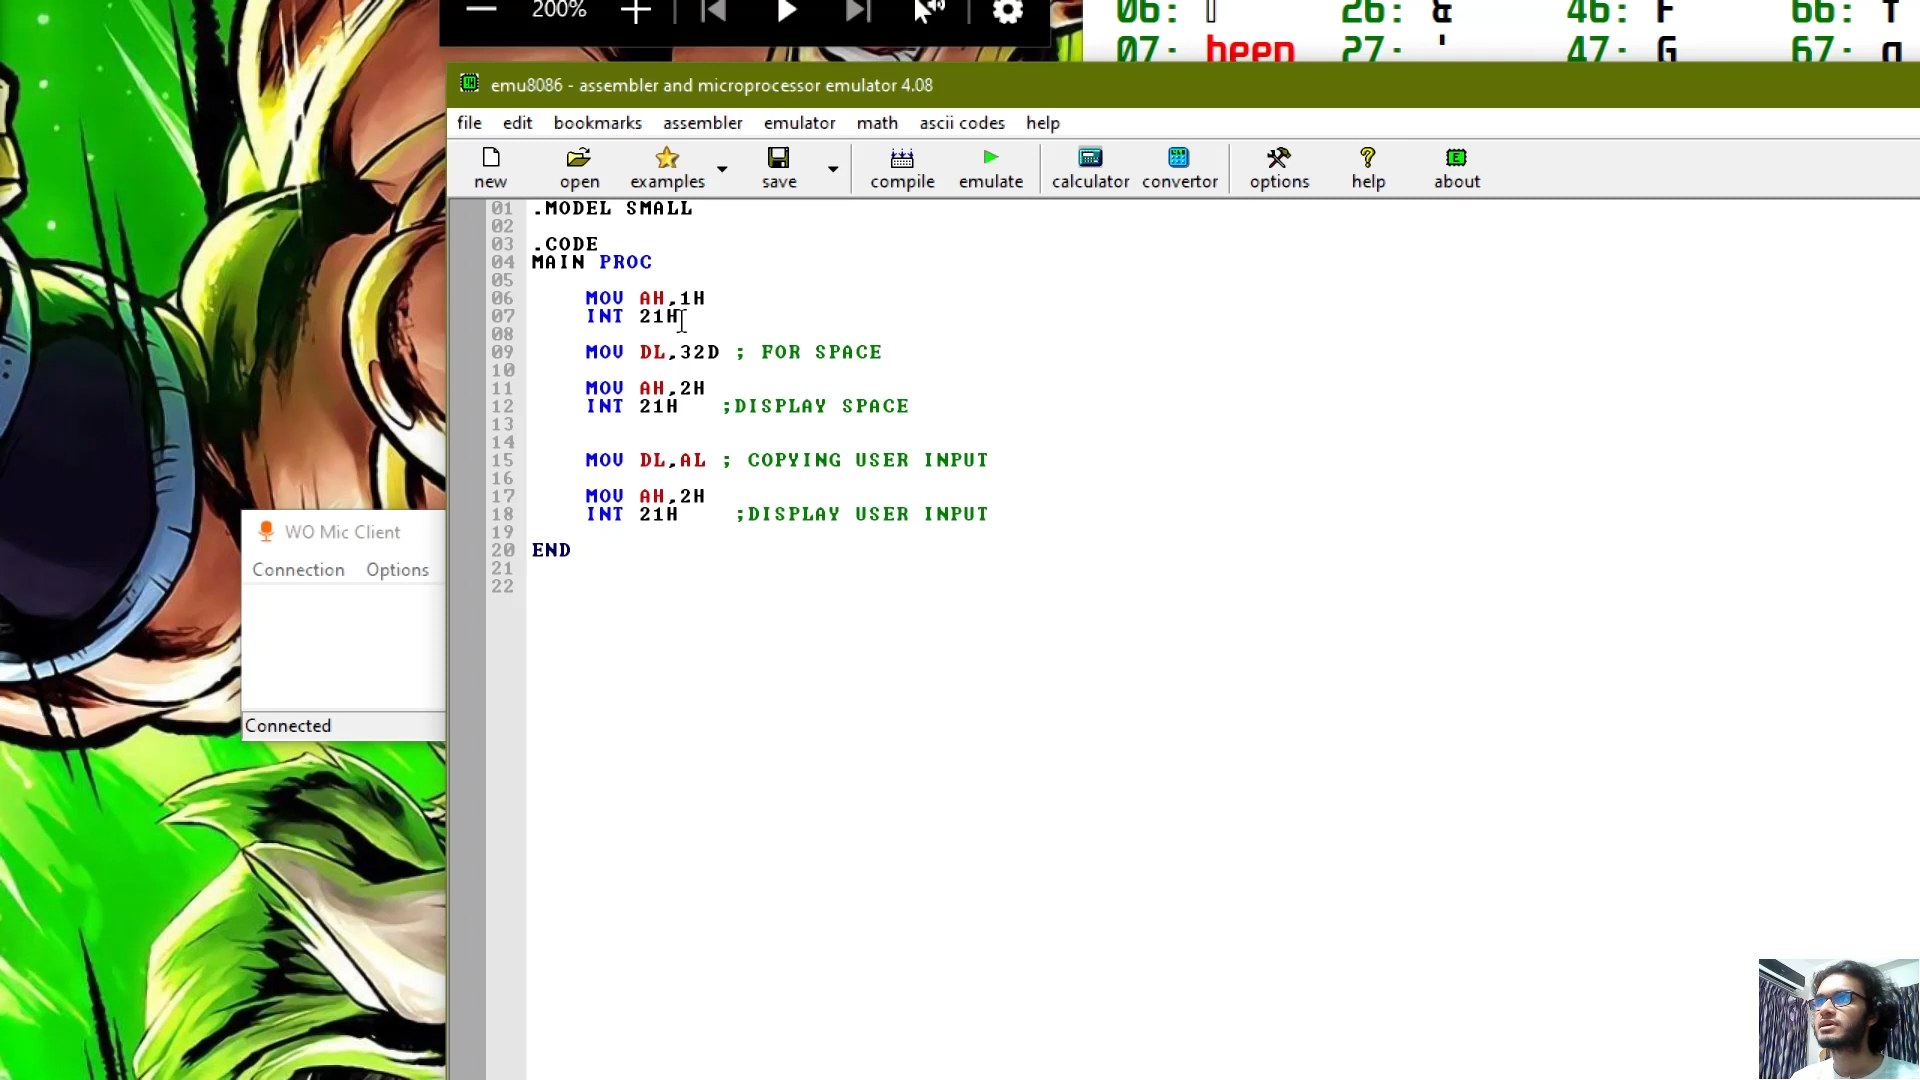 200%
06: 26: & 46: F 66: f
07: beep 27: ' 47: G 67: g
emu8086 - assembler and microprocessor emulator 4.08
file edit bookmarks assembler emulator math ascii codes help
new open examples save compile emulate calculator convertor options help about
01 .MODEL SMALL
02
03 .CODE
04 MAIN PROC
05
06 MOV AH,1H
07 INT 21H
08
09 MOV DL,32D ; FOR SPACE
10
11 MOV AH,2H
12 INT 21H ;DISPLAY SPACE
13
14
15 MOV DL,AL ; COPYING USER INPUT
16
17 MOV AH,2H
18 INT 21H ;DISPLAY USER INPUT
19
20 END
21
22
WO Mic Client
Connection Options
Connected